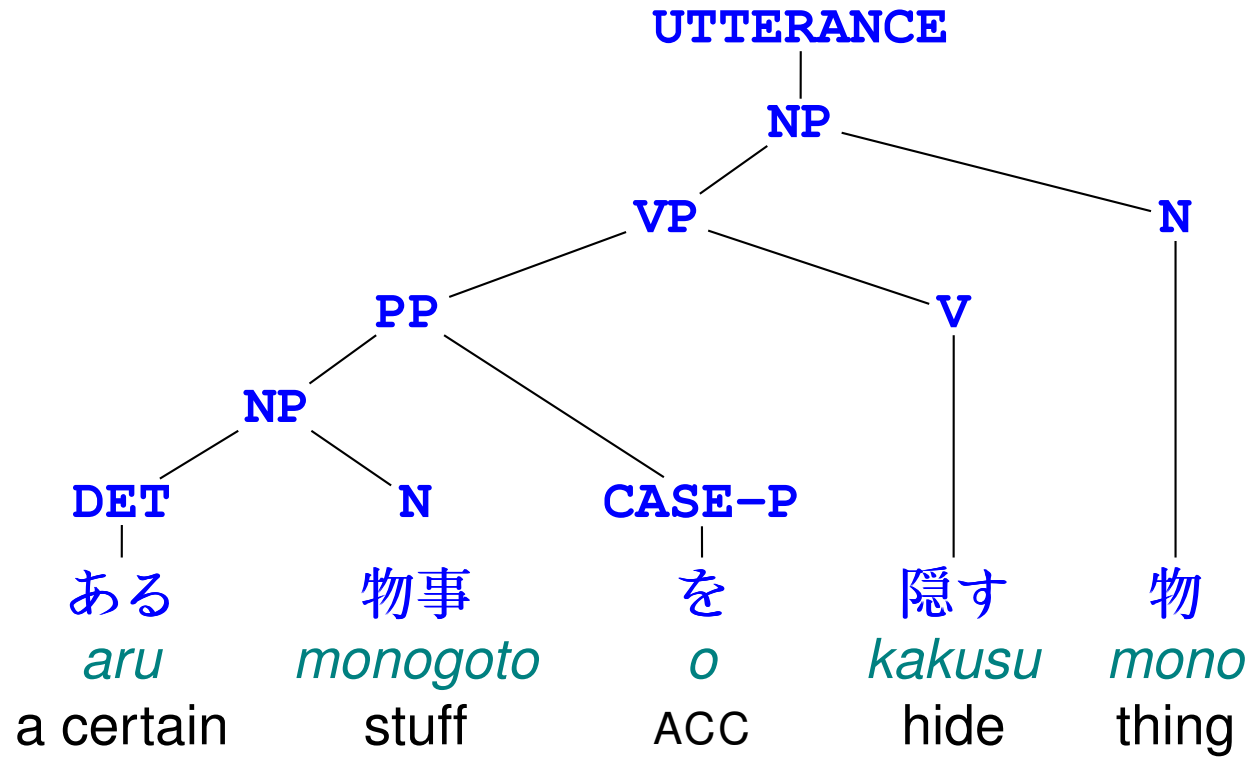 UTTERANCE
NP
VP N
PP V
NP
DET N CASE-P
ある 物事 を 隠す 物
aru monogoto o kakusu mono
a certain stuff ACC hide thing